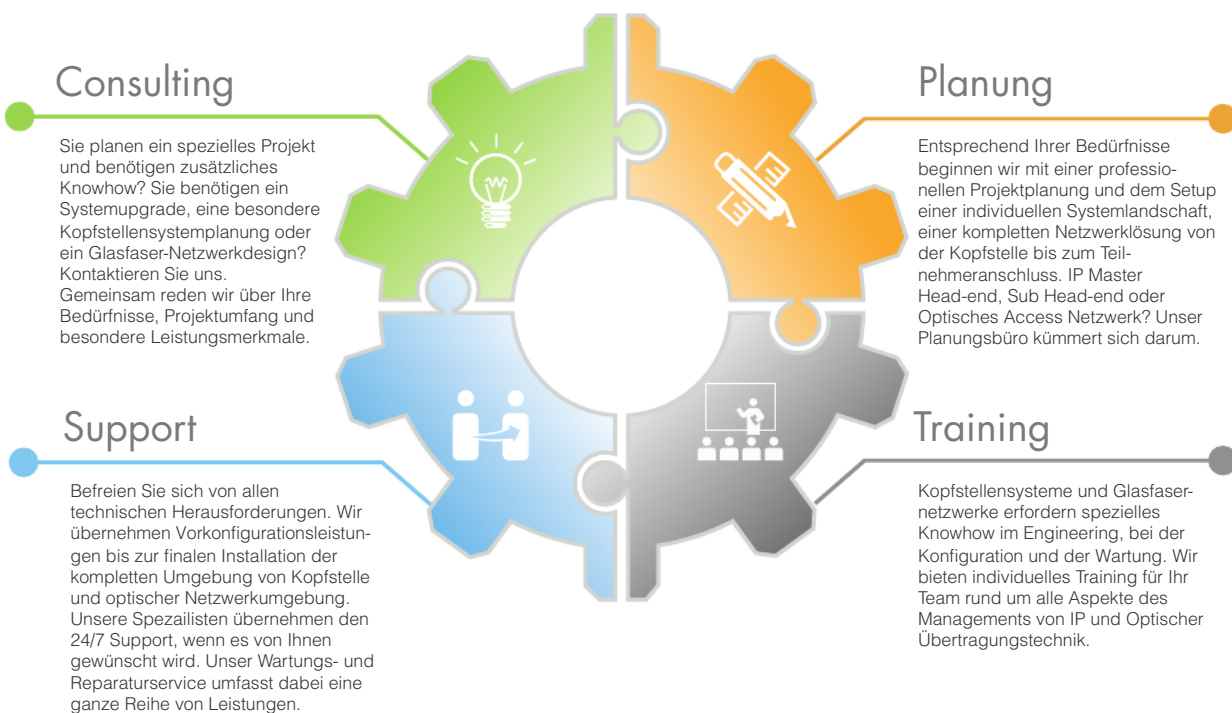 Consulting
Sie planen ein spezielles Projekt
und benötigen zusätzliches
Knowhow? Sie benötigen ein
Systemupgrade, eine besondere
Kopfstellensystemplanung oder
ein Glasfaser-Netzwerkdesign?
Kontaktieren Sie uns.
Gemeinsam reden wir über Ihre
Bedürfnisse, Projektumfang und
besondere Leistungsmerkmale.
Planung
Entsprechend Ihrer Bedürfnisse
beginnen wir mit einer professio-
nellen Projektplanung und dem Setup
einer individuellen Systemlandschaft,
einer kompletten Netzwerklösung von
der Kopfstelle bis zum Teil-
nehmeranschluss. IP Master
Head-end, Sub Head-end oder
Optisches Access Netzwerk? Unser
Planungsbüro kümmert sich darum.
Support
Befreien Sie sich von allen
technischen Herausforderungen. Wir
übernehmen Vorkonfigurationsleistun-
gen bis zur finalen Installation der
kompletten Umgebung von Kopfstelle
und optischer Netzwerkumgebung.
Unsere Spezailisten übernehmen den
24/7 Support, wenn es von Ihnen
gewünscht wird. Unser Wartungs- und
Reparaturservice umfasst dabei eine
ganze Reihe von Leistungen.
Training
Kopfstellensysteme und Glasfaser-
netzwerke erfordern spezielles
Knowhow im Engineering, bei der
Konfiguration und der Wartung. Wir
bieten individuelles Training für Ihr
Team rund um alle Aspekte des
Managements von IP und Optischer
Übertragungstechnik.